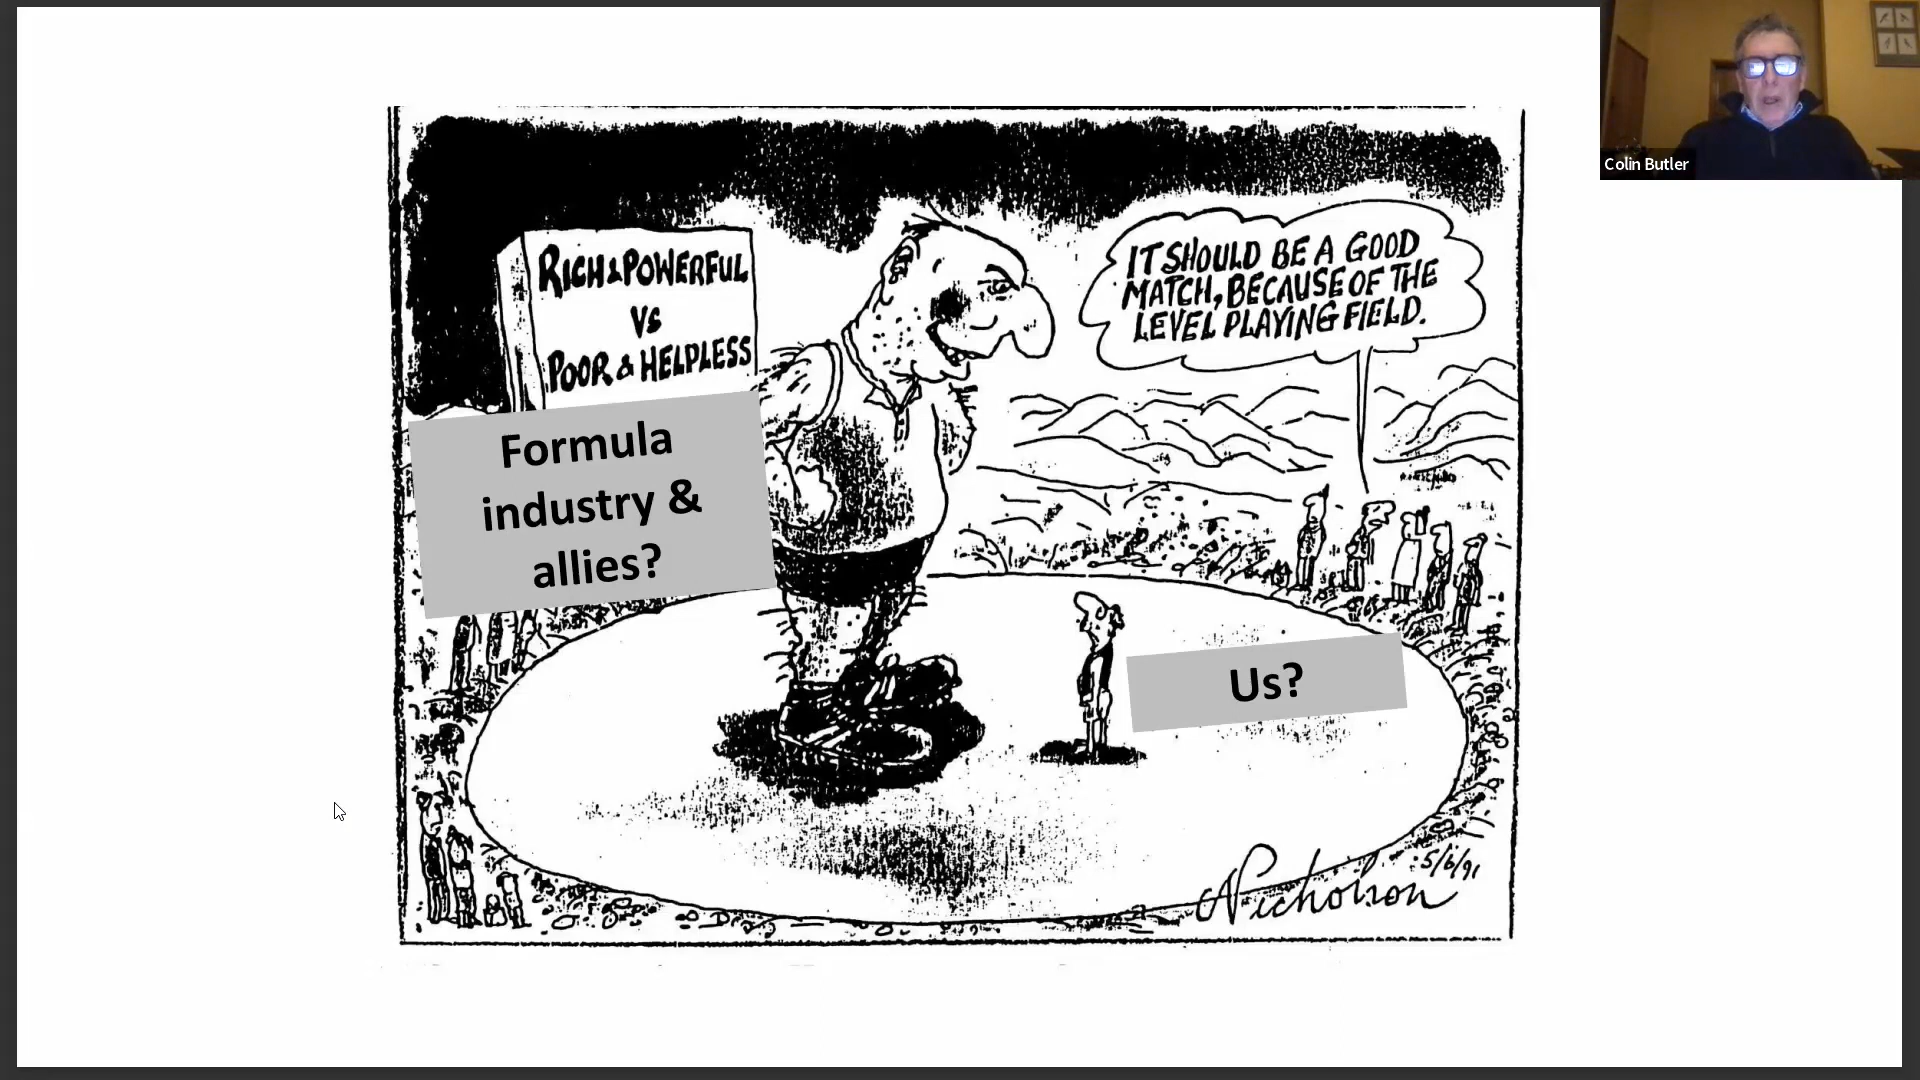 RICH & POWERFUL
VS
POOR & HELPLESS
Formula
industry &
allies?
IT SHOULD BE A GOOD
MATCH, BECAUSE OF THE
LEVEL PLAYING FIELD.
Us?
Nicholson
5/6/91
Colin Butler